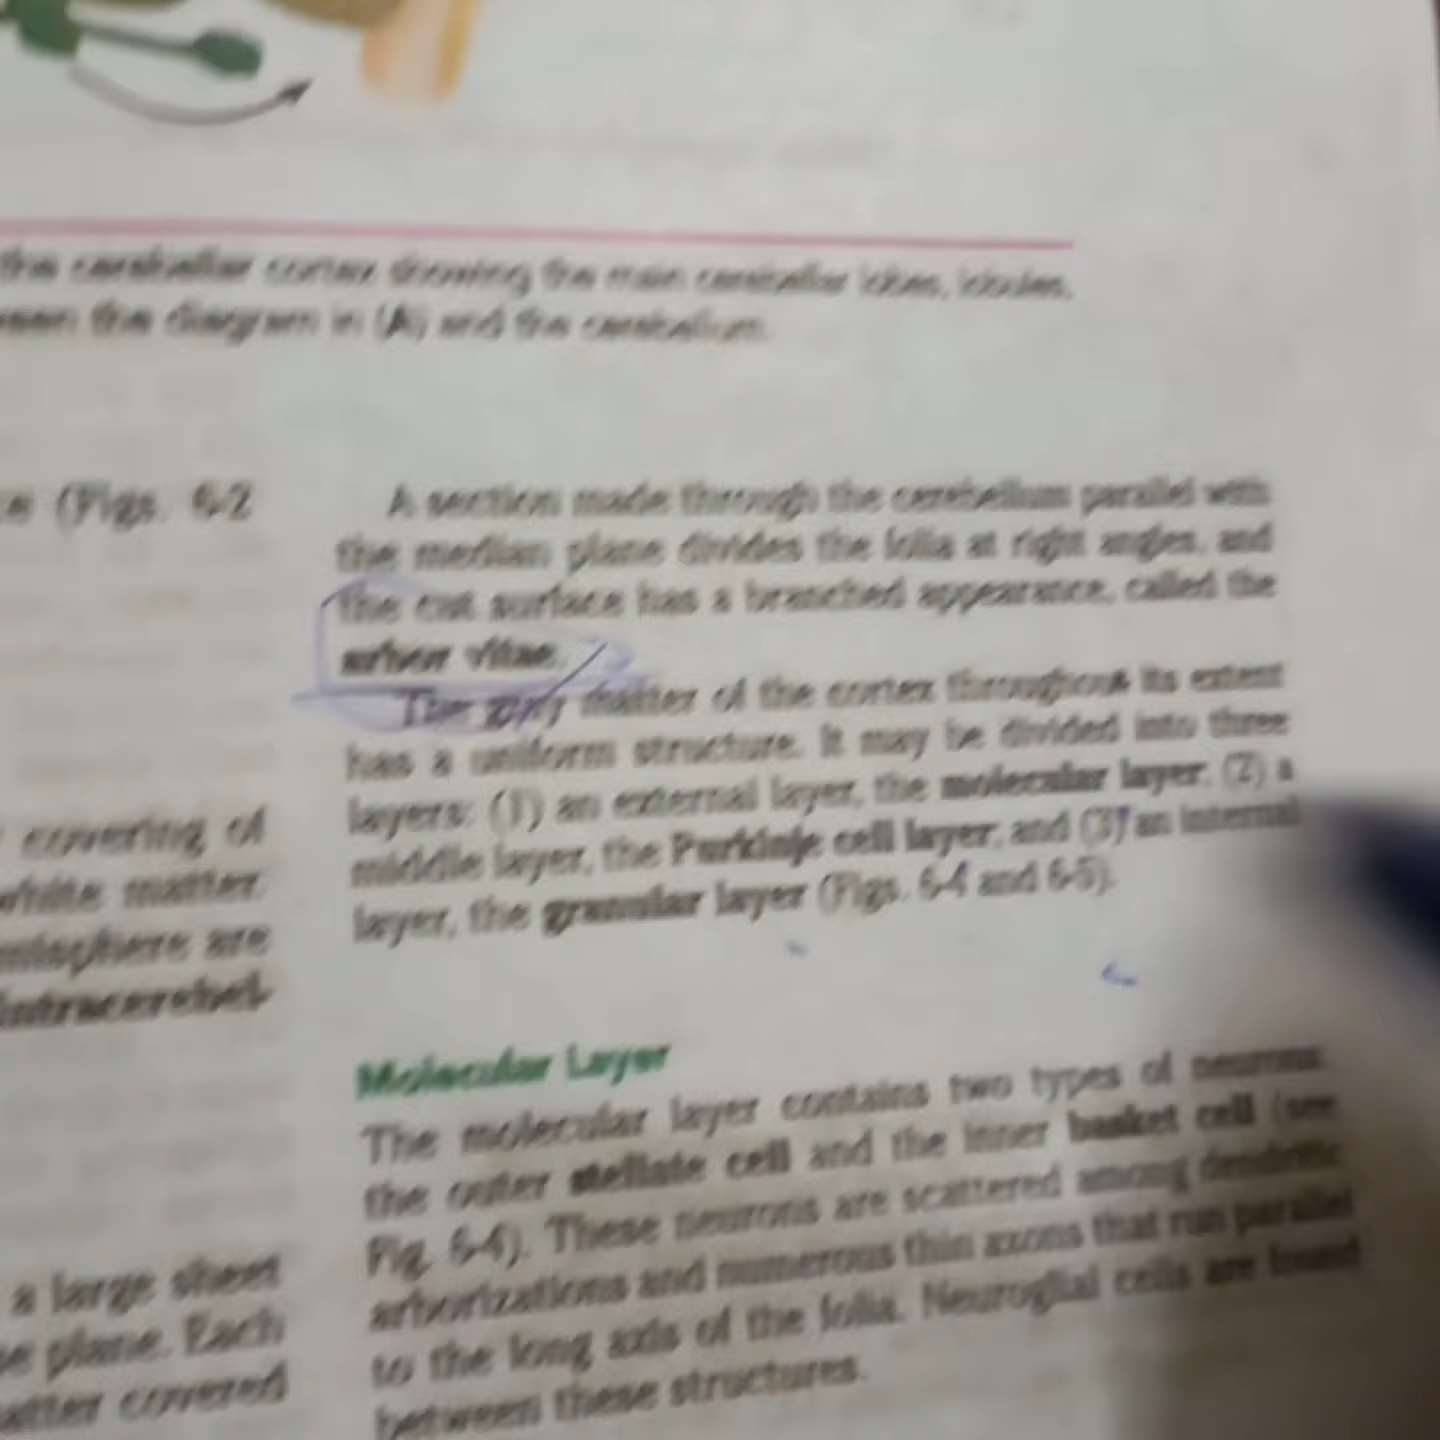 the cerebellar cortex showing the main cerebellar lobes, lobules,
the diagram in (A) and the cerebellum.
(Figs. 6-2
covering of
white matter.
are
intracerebel-
a large sheet
plane. Each
covered
A section made through the cerebellum parallel with
the median plane divides the folia at right angles, and
the cut surface has a branched appearance, called the
arbor vitae.
The gray matter of the cortex throughout its extent
has a uniform structure. It may be divided into three
layers: (1) an external layer, the molecular layer; (2) a
middle layer, the Purkinje cell layer; and (3) an internal
layer, the granular layer (Figs. 6-4 and 6-5).
Molecular Layer
The molecular layer contains two types of neurons:
the outer stellate cell and the inner basket cell (see
Fig. 6-4). These neurons are scattered among dendritic
arborizations and numerous thin axons that run parallel
to the long axis of the folia. Neuroglial cells are found
between these structures.